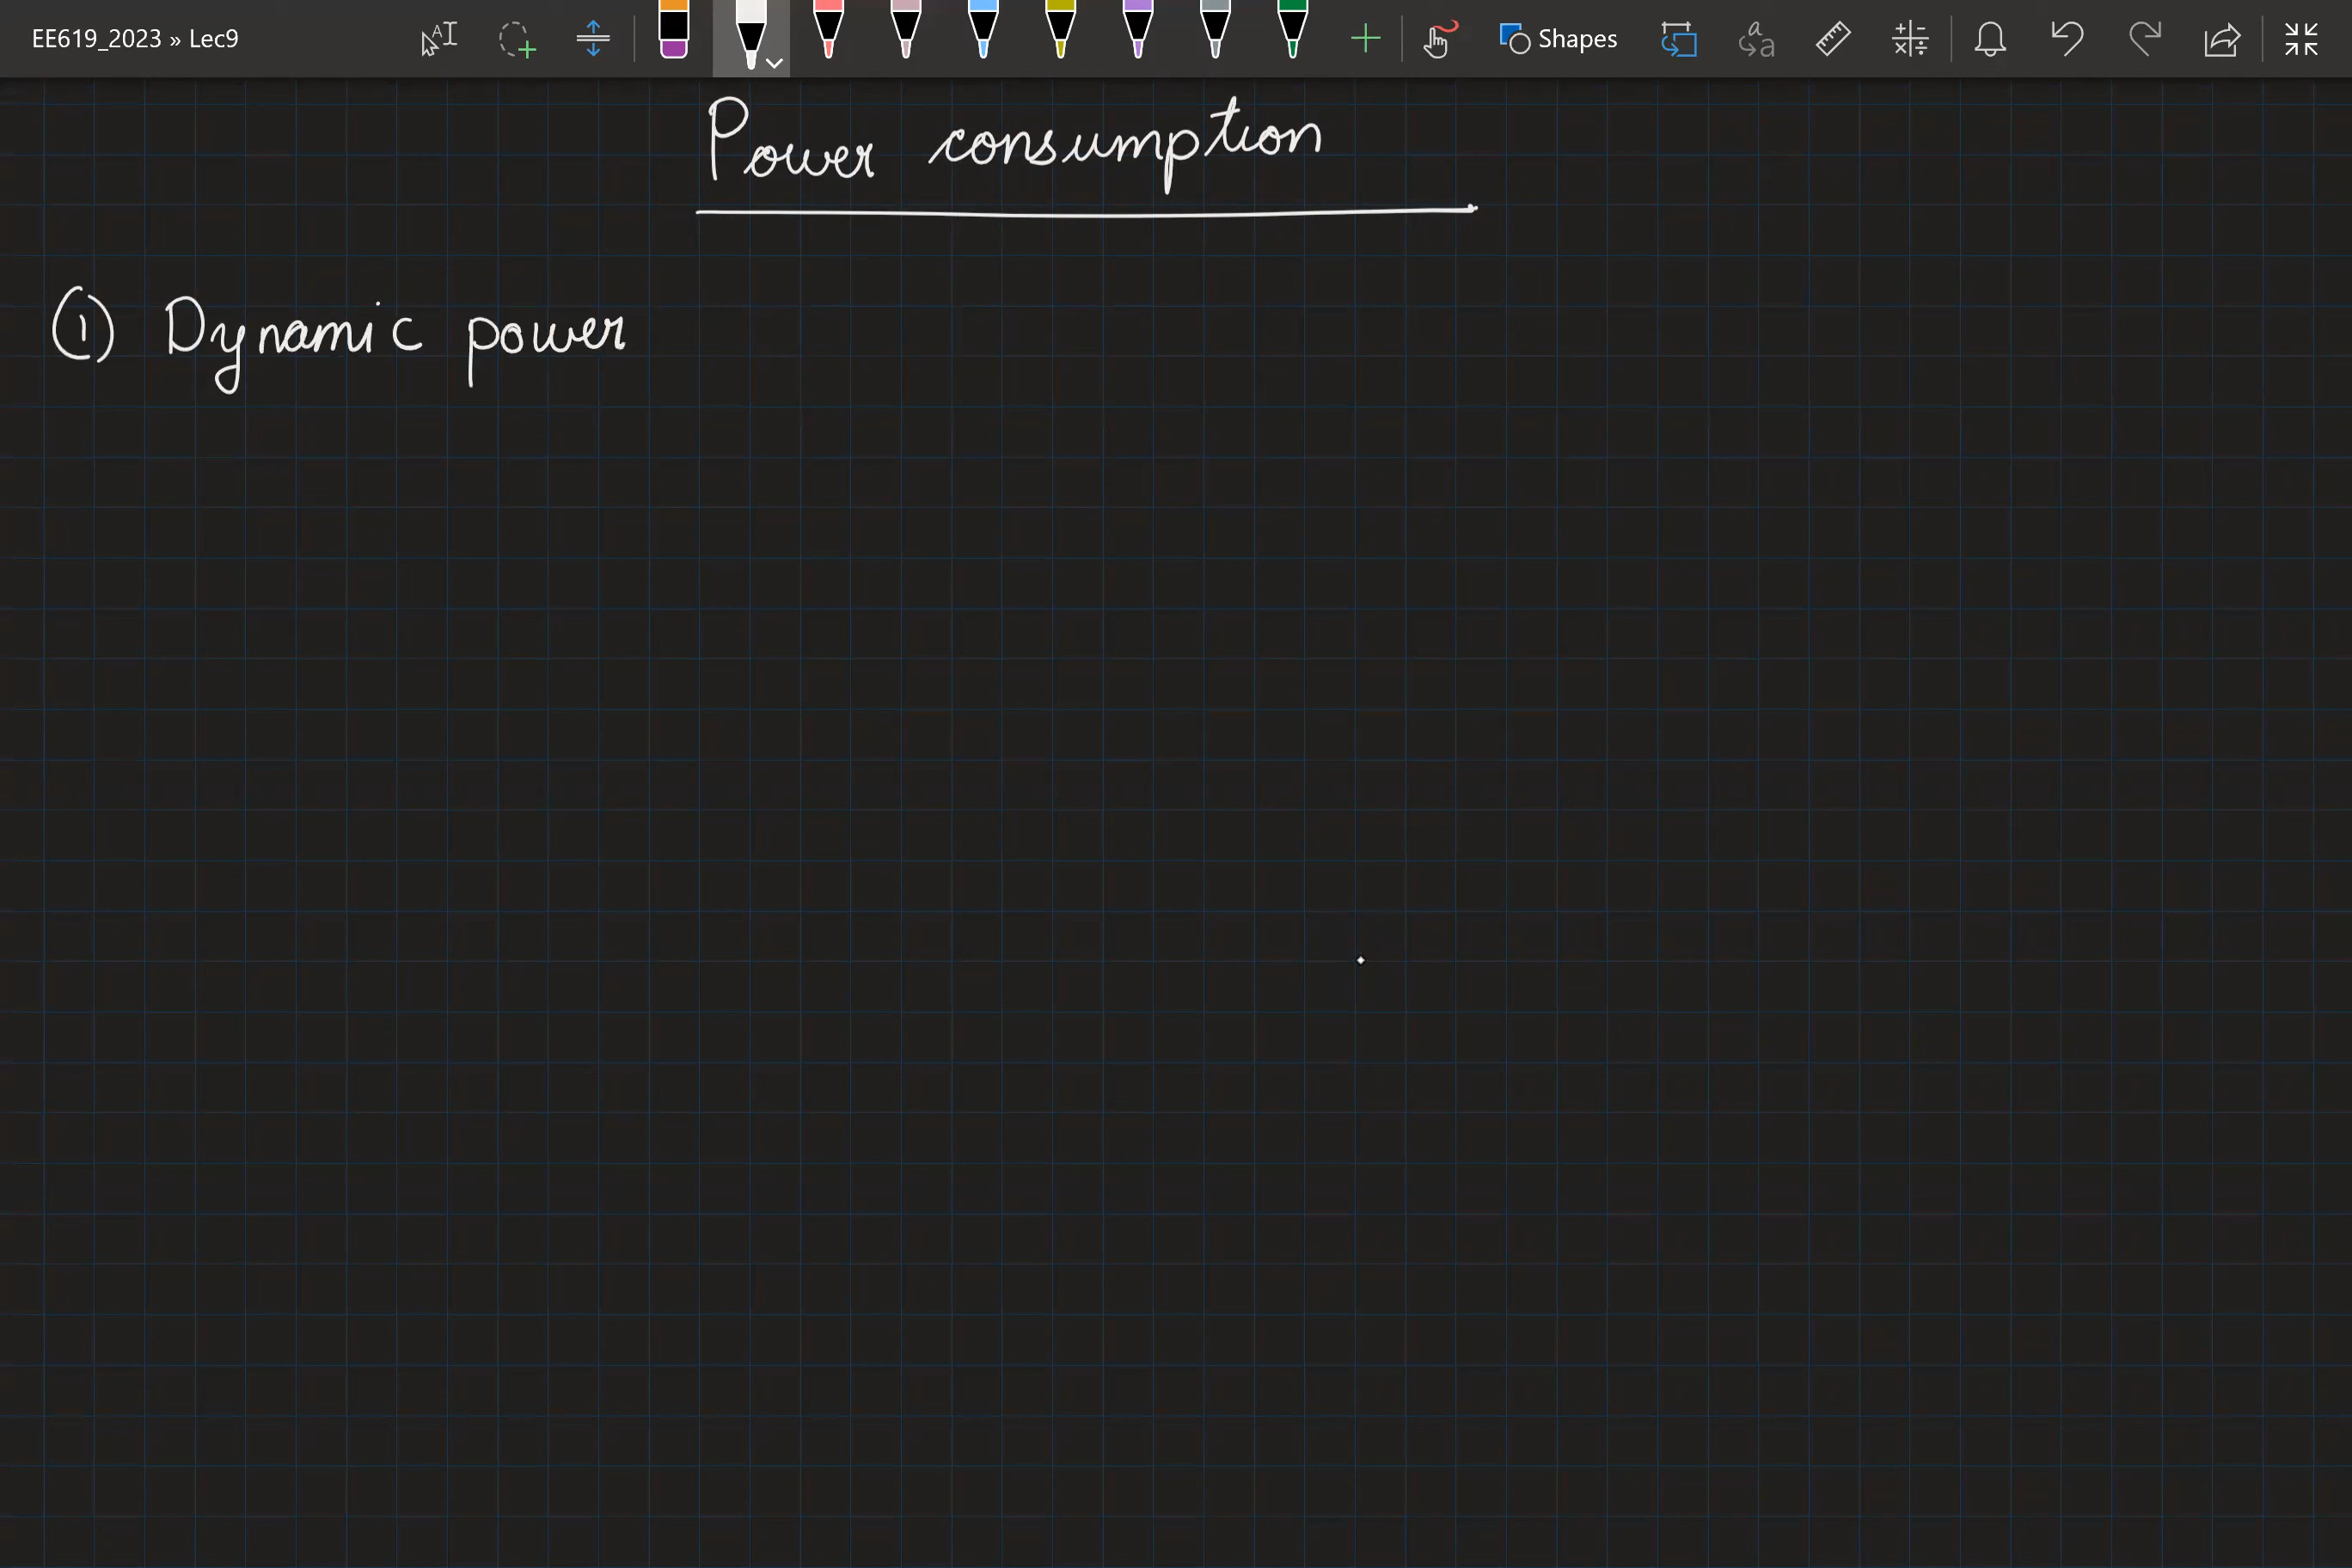 EE619_2023 » Lec9
Shapes
Power consumption
① Dynamic power